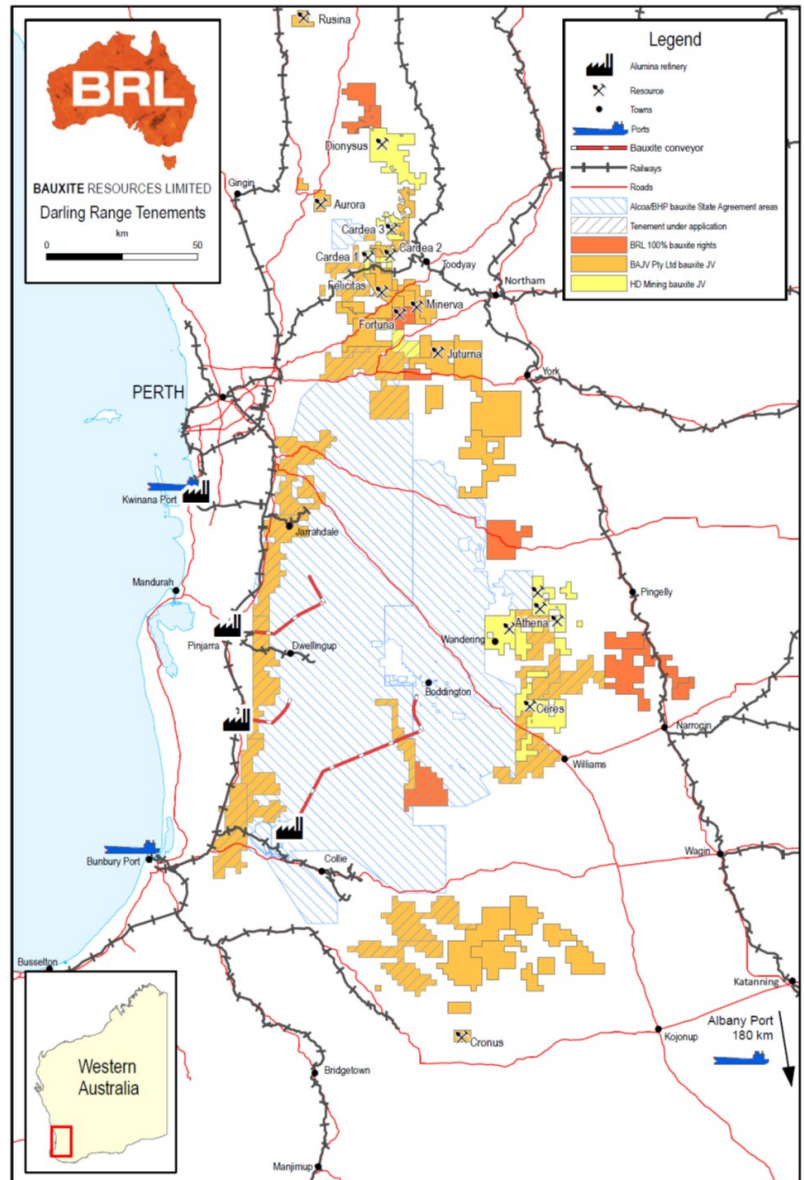 BRL
BAUXITE RESOURCES LIMITED
Darling Range Tenements
km
0
50
Legend
Alumina refinery
Resource
Towns
Ports
Bauxite conveyor
Railways
Roads
Alcoa/BHP bauxite State Agreement areas
Tenement under application
BRL 100% bauxite rights
BAJV Pty Ltd bauxite JV
HD Mining bauxite JV
Rusina
Dionysus
Gingin
Aurora
Cardea 3
Cardea 2
Cardea 1
Toodyay
Felicitas
Northam
Minerva
Fortuna
Juturna
York
PERTH
Kwinana Port
Jarrahdale
Mandurah
Pingelly
Athena
Wandering
Pinjarra
Dwellingup
Boddington
Ceres
Narrogin
Williams
Wagin
Bunbury Port
Collie
Busselton
Katanning
Albany Port
180 km
Kojonup
Cronus
Western
Australia
Bridgetown
Manjimup